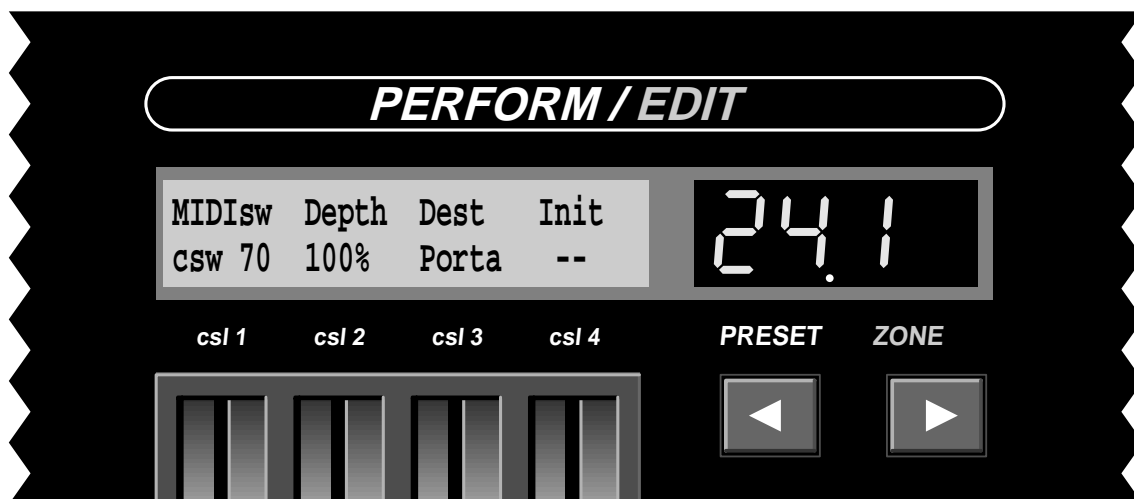 PERFORM / EDIT
MIDIsw Depth Dest Init
csw 70 100% Porta --
24.1
csl 1 csl 2 csl 3 csl 4
PRESET ZONE